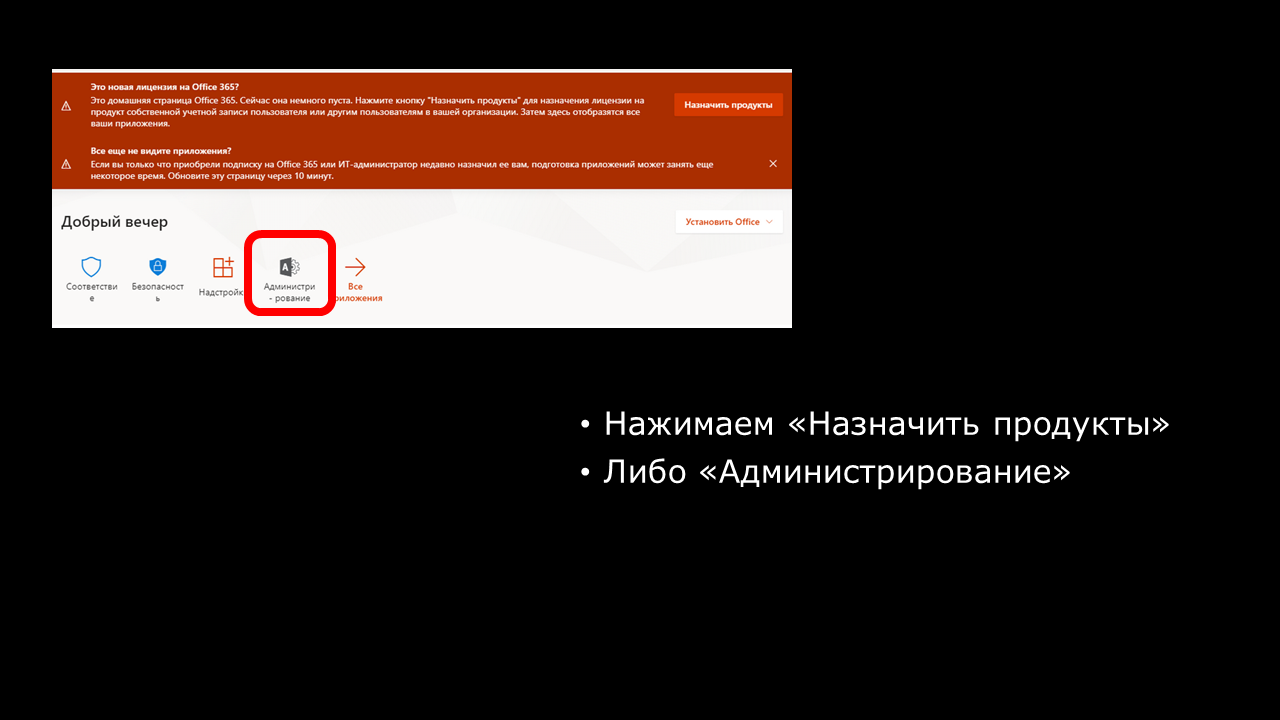 Это новая лицензия на Office 365?
Это домашняя страница Office 365. Сейчас она немного пуста. Нажмите кнопку "Назначить продукты" для назначения лицензии на
продукт собственной учетной записи пользователя или другим пользователям в вашей организации. Затем здесь отобразятся все
ваши приложения.
Назначить продукты
Все еще не видите приложения?
Если вы только что приобрели подписку на Office 365 или ИТ-администратор недавно назначил ее вам, подготовка приложений может занять еще
некоторое время. Обновите эту страницу через 10 минут.
Добрый вечер
Установить Office
Соответстви
е
Безопасност
ь
Надстройк
Администри
- рование
Все
риложения
• Нажимаем «Назначить продукты»
• Либо «Администрирование»